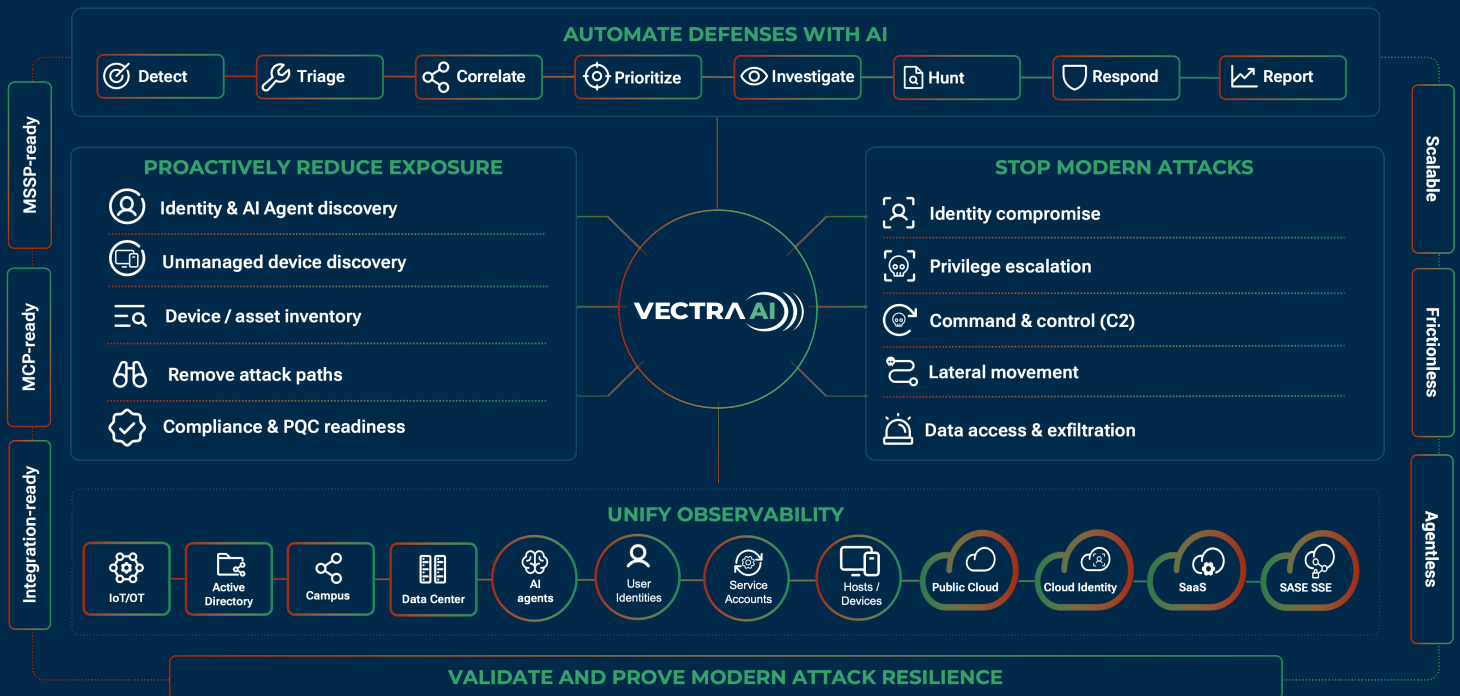 AUTOMATE DEFENSES WITH AI
Detect
Triage
Correlate
Prioritize
Investigate
Hunt
Respond
Report
MSSP-ready
MCP-ready
Integration-ready
PROACTIVELY REDUCE EXPOSURE
Identity & AI Agent discovery
Unmanaged device discovery
Device / asset inventory
Remove attack paths
Compliance & PQC readiness
VECTRA AI
STOP MODERN ATTACKS
Identity compromise
Privilege escalation
Command & control (C2)
Lateral movement
Data access & exfiltration
Scalable
Frictionless
Agentless
UNIFY OBSERVABILITY
IoT/OT
Active
Directory
Campus
Data Center
AI
agents
User
Identities
Service
Accounts
Hosts /
Devices
Public Cloud
Cloud Identity
SaaS
SASE SSE
VALIDATE AND PROVE MODERN ATTACK RESILIENCE